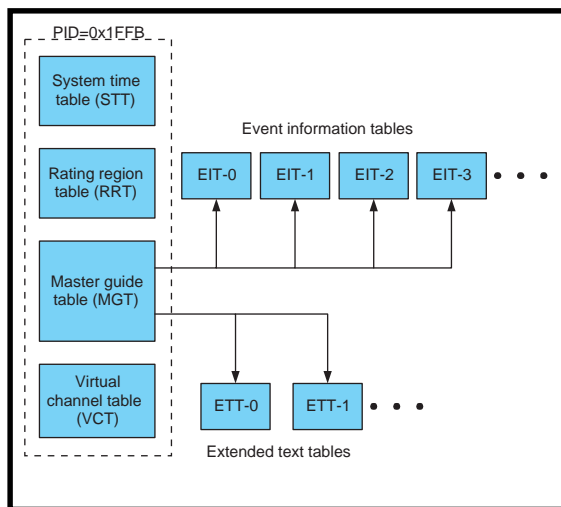 PID=0x1FFB
System time
table (STT)
Rating region
table (RRT)
Master guide
table (MGT)
Virtual
channel table
(VCT)
Event information tables
EIT-0 EIT-1 EIT-2 EIT-3 • • •
ETT-0 ETT-1 • • •
Extended text tables